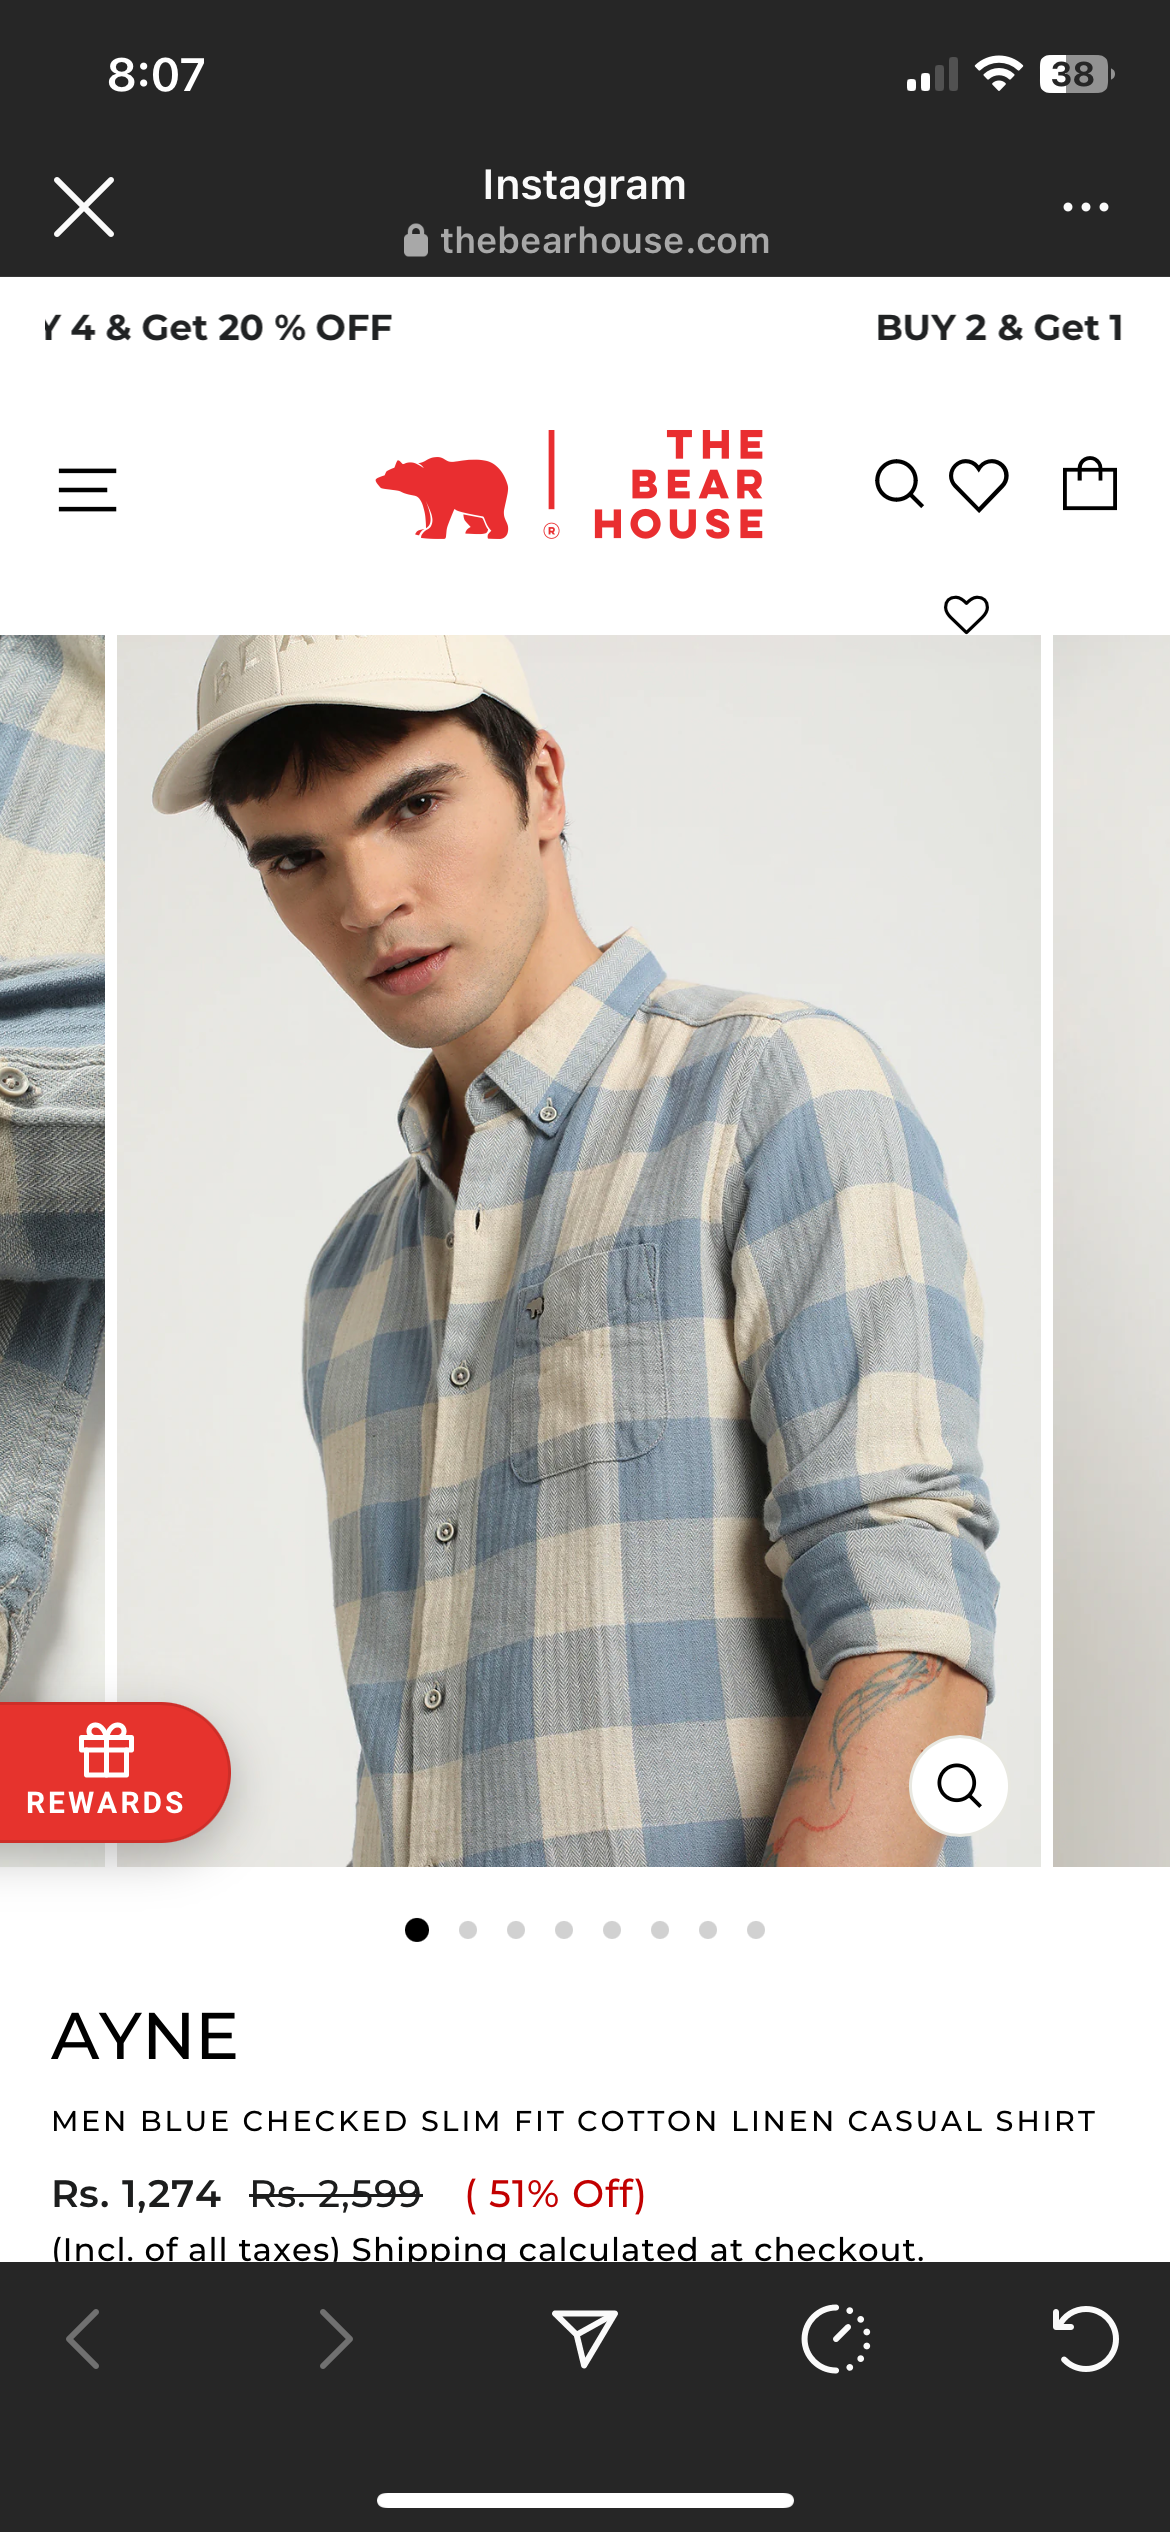 8:07
38
Instagram
thebearhouse.com
Y 4 & Get 20 % OFF
BUY 2 & Get 1
THE
BEAR
HOUSE
®
REWARDS
AYNE
MEN BLUE CHECKED SLIM FIT COTTON LINEN CASUAL SHIRT
Rs. 1,274 Rs. 2,599 ( 51% Off)
(Incl. of all taxes) Shipping calculated at checkout.